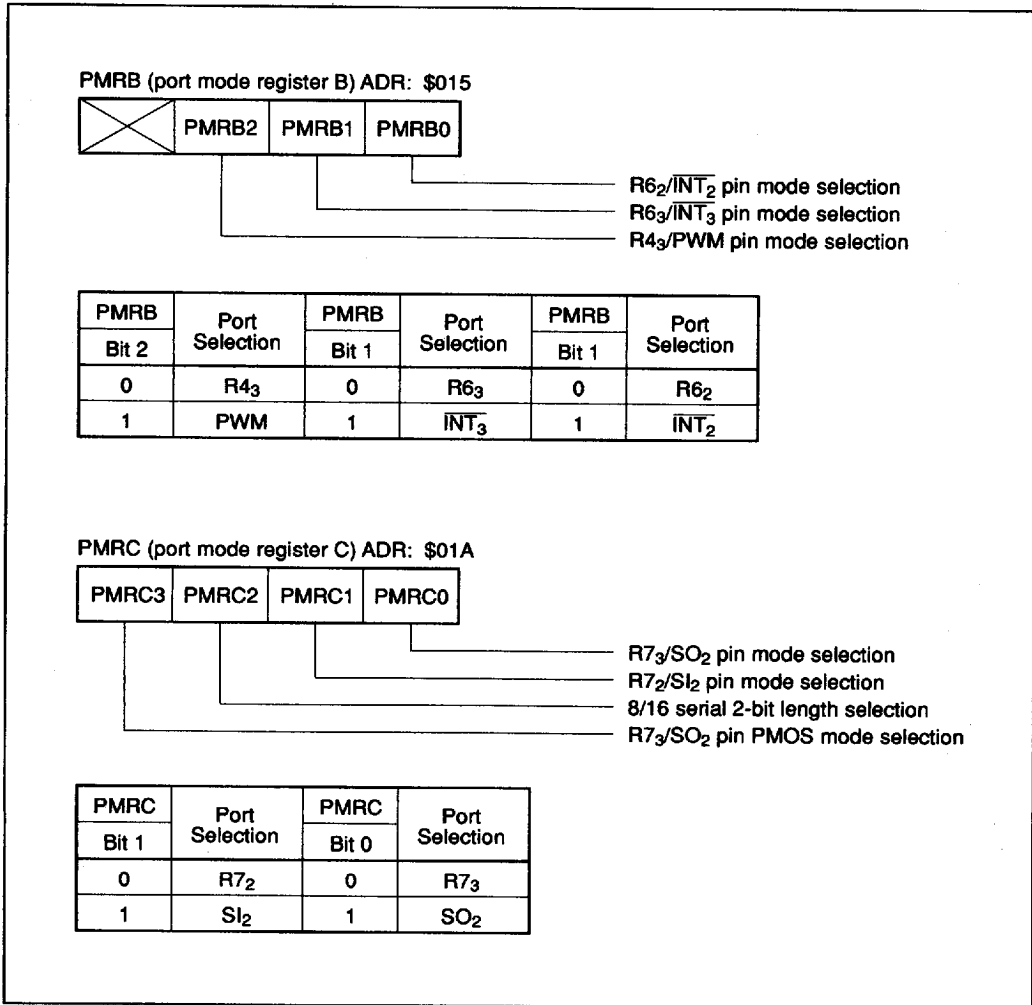 PMRB (port mode register B) ADR: $015
PMRB2 PMRB1 PMRB0
R6₂/I̅N̅T̅₂̅ pin mode selection
R6₃/I̅N̅T̅₃̅ pin mode selection
R4₃/PWM pin mode selection
PMRB Port Selection PMRB Port Selection PMRB Port Selection
Bit 2 Bit 1 Bit 1
0 R4₃ 0 R6₃ 0 R6₂
1 PWM 1 I̅N̅T̅₃̅ 1 I̅N̅T̅₂̅
PMRC (port mode register C) ADR: $01A
PMRC3 PMRC2 PMRC1 PMRC0
R7₃/SO₂ pin mode selection
R7₂/SI₂ pin mode selection
8/16 serial 2-bit length selection
R7₃/SO₂ pin PMOS mode selection
PMRC Port Selection PMRC Port Selection
Bit 1 Bit 0
0 R7₂ 0 R7₃
1 SI₂ 1 SO₂